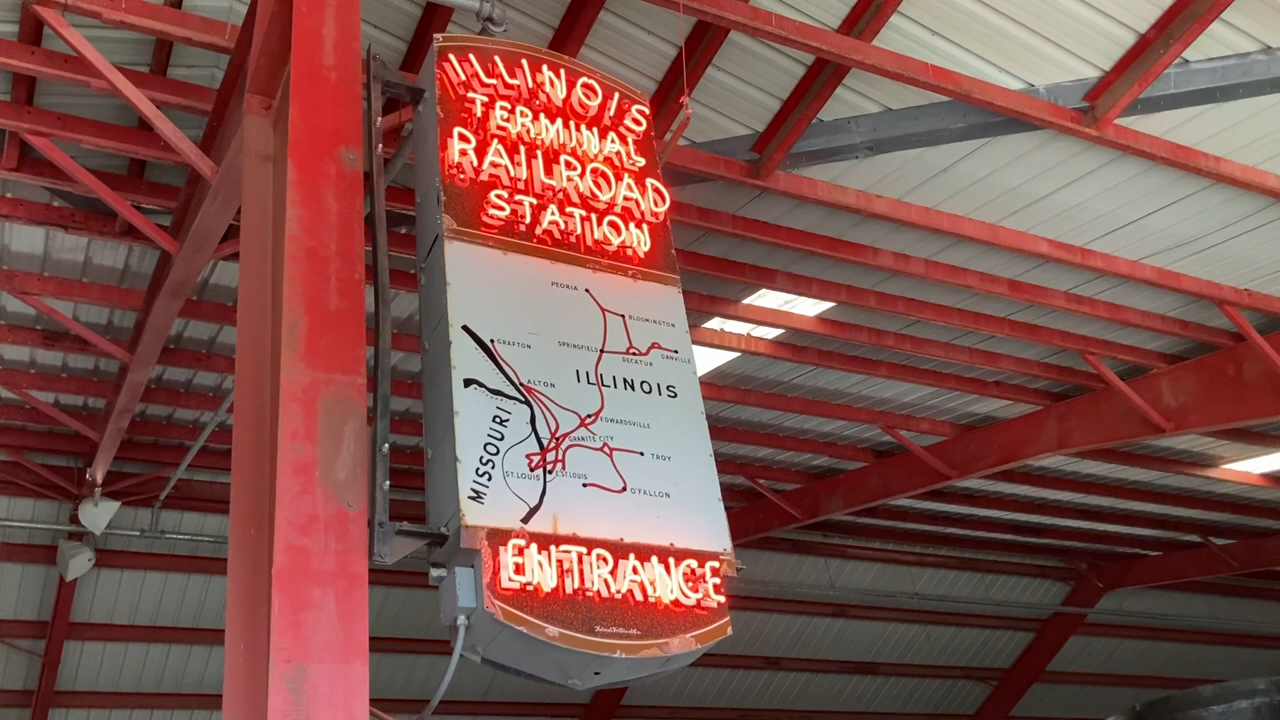 ILLINOIS
TERMINAL
RAILROAD
STATION
PEORIA
BLOOMINGTON
SPRINGFIELD
DECATUR
DANVILLE
GRAFTON
ILLINOIS
ALTON
MISSOURI
EDWARDSVILLE
GRANITE CITY
TROY
ST. LOUIS
E. ST. LOUIS
O'FALLON
ENTRANCE